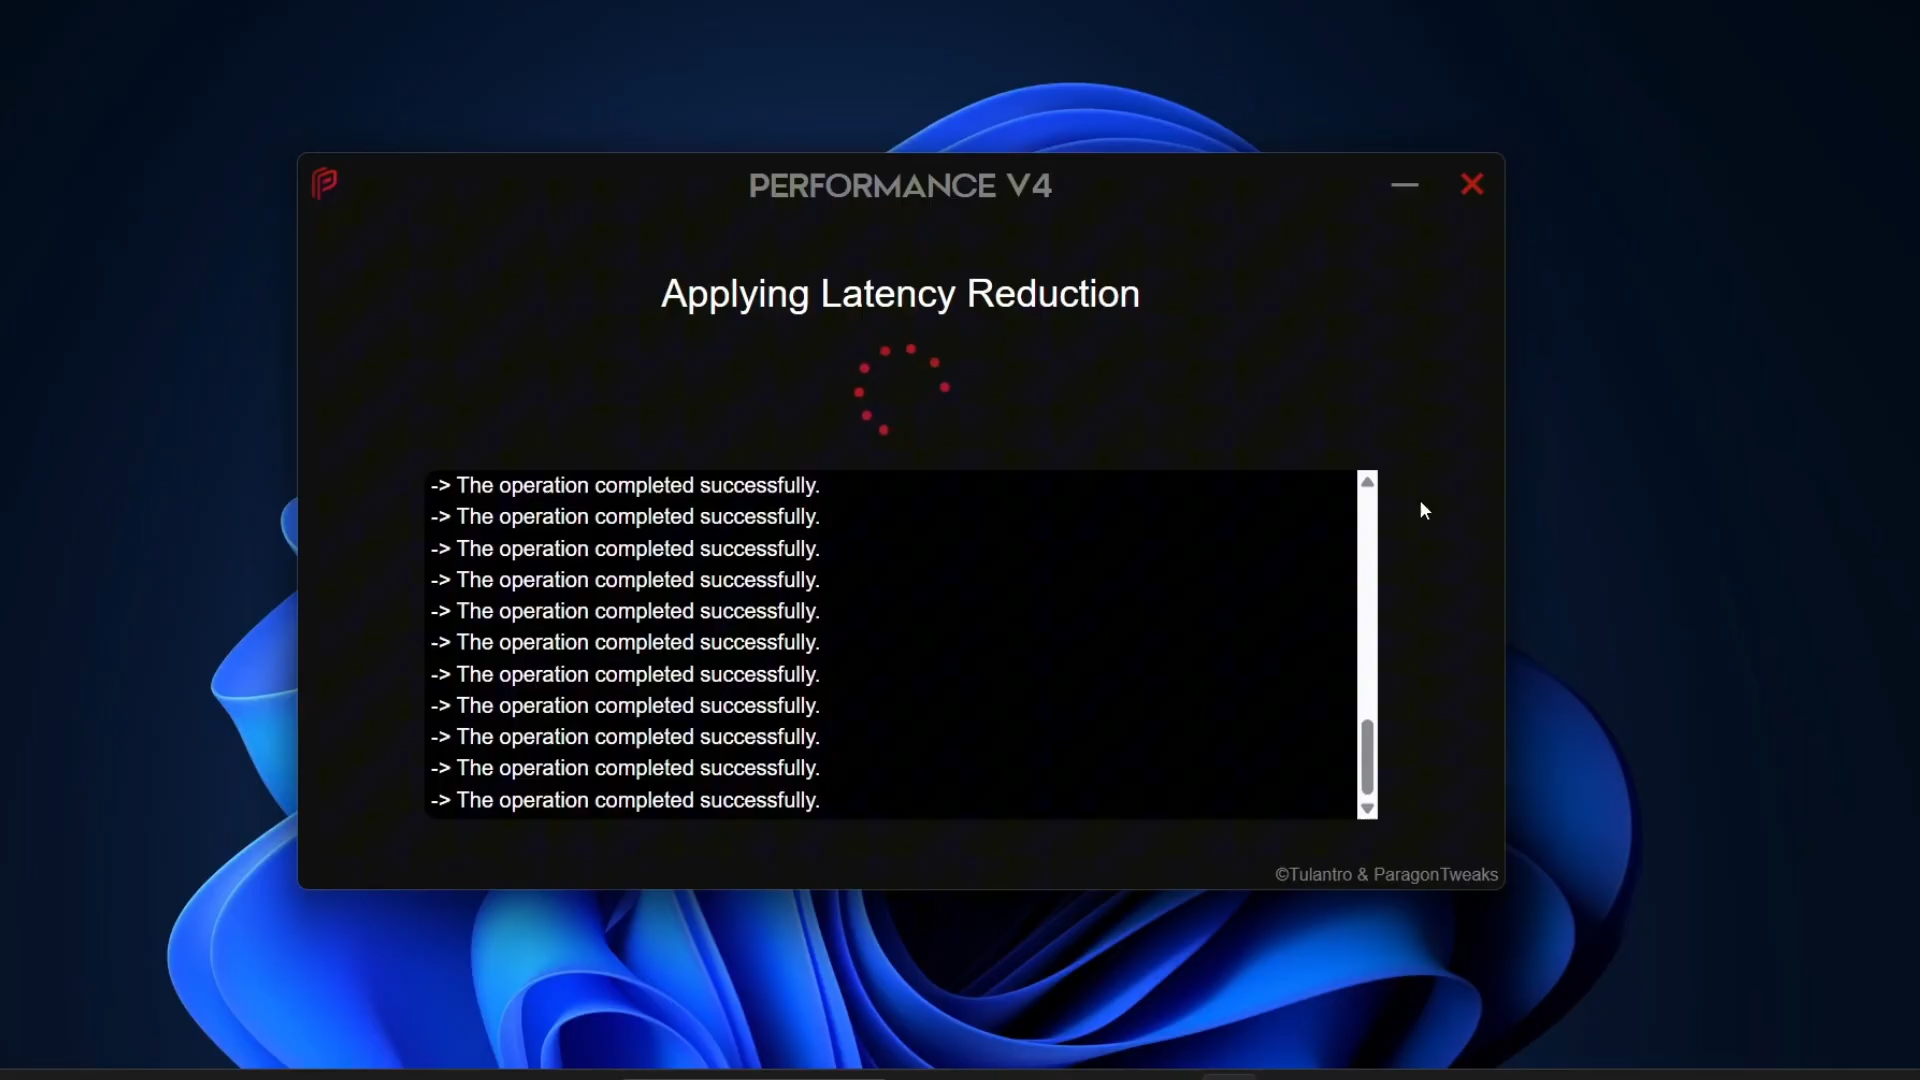 PERFORMANCE V4
Applying Latency Reduction
-> The operation completed successfully.
-> The operation completed successfully.
-> The operation completed successfully.
-> The operation completed successfully.
-> The operation completed successfully.
-> The operation completed successfully.
-> The operation completed successfully.
-> The operation completed successfully.
-> The operation completed successfully.
-> The operation completed successfully.
-> The operation completed successfully.
©Tulantro & ParagonTweaks